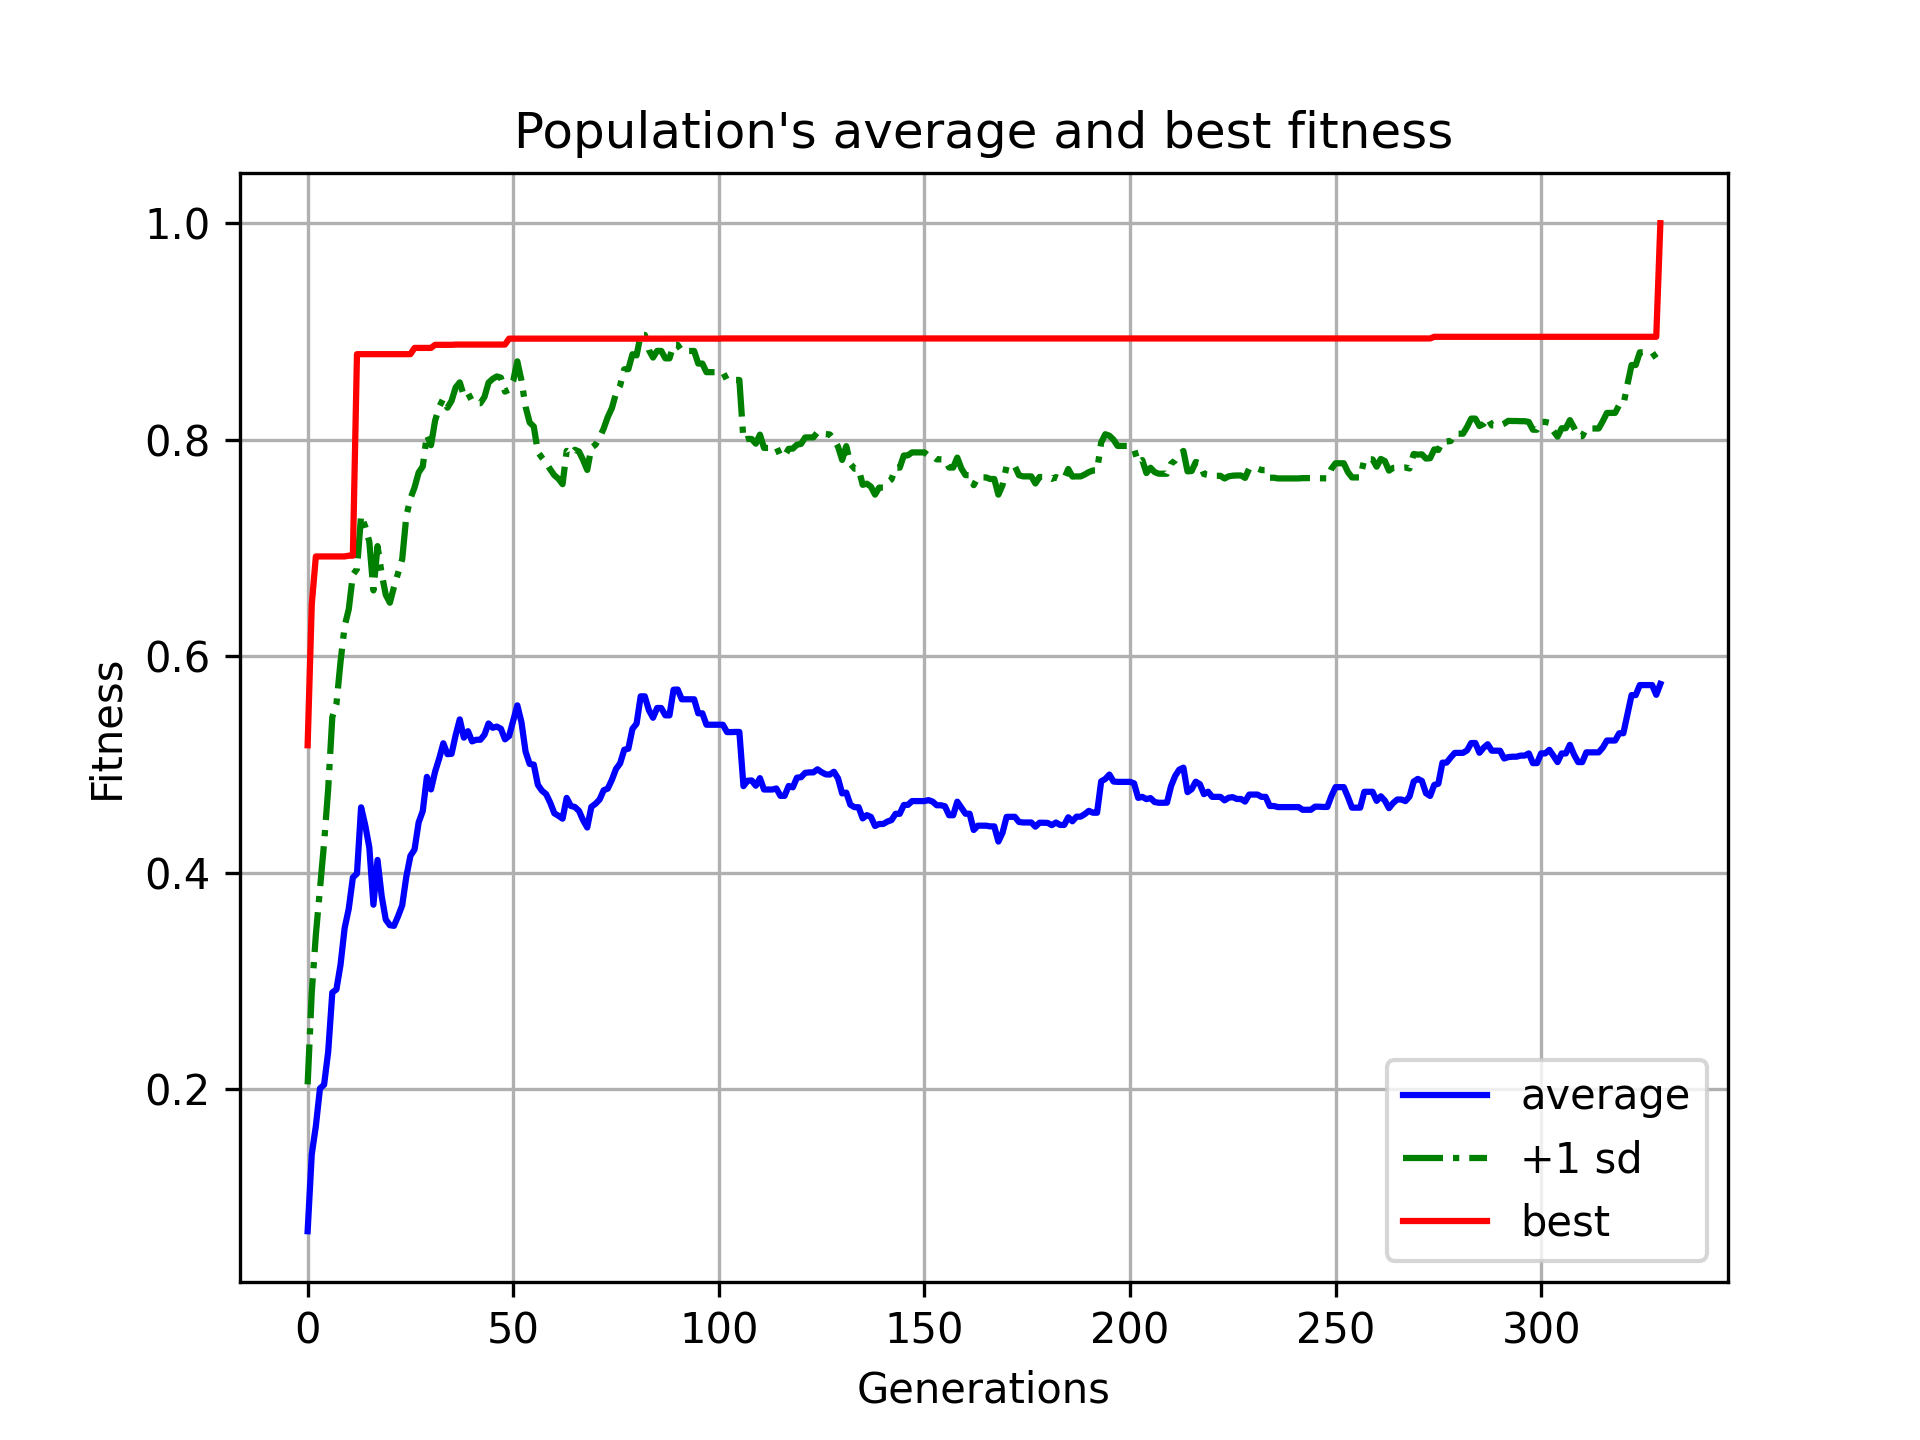 Population's average and best fitness
1.0
0.8
0.6
0.4
0.2
Fitness
0 50 100 150 200 250 300
Generations
average
+1 sd
best